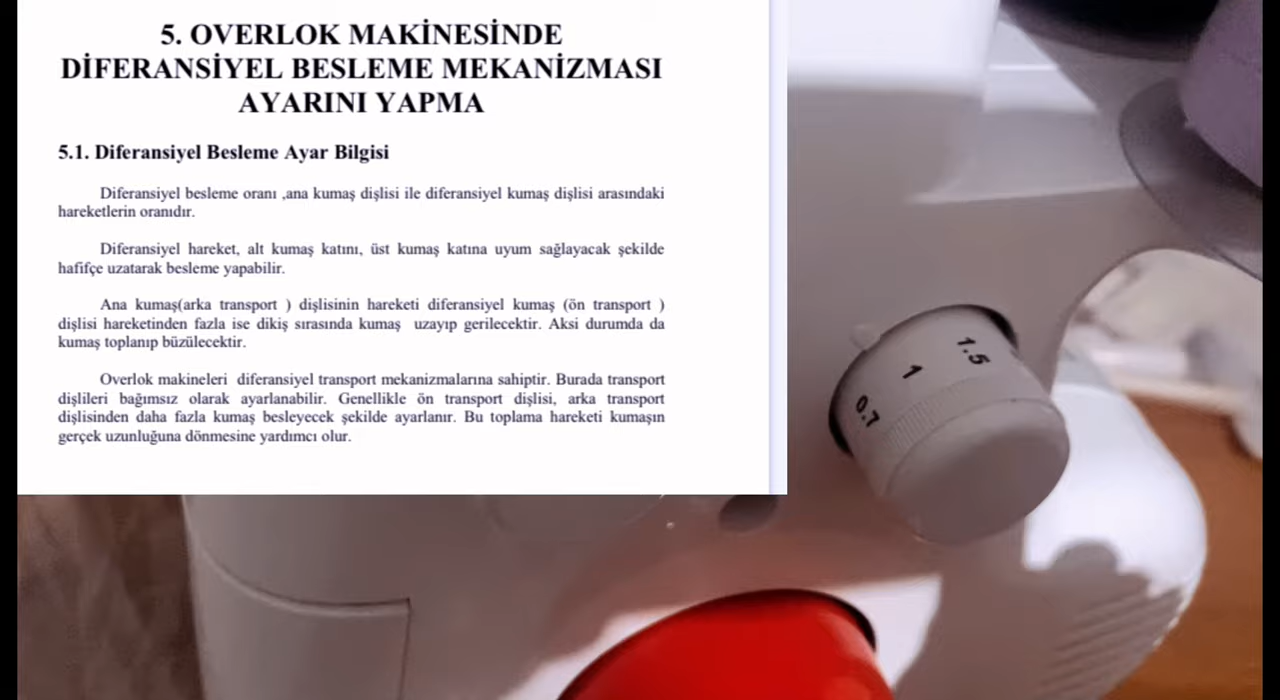 5. OVERLOK MAKİNESİNDE
DİFERANSİYEL BESLEME MEKANİZMASI
AYARINI YAPMA
5.1. Diferansiyel Besleme Ayar Bilgisi
Diferansiyel besleme oranı ,ana kumaş dişlisi ile diferansiyel kumaş dişlisi arasındaki
hareketlerin oranıdır.
Diferansiyel hareket, alt kumaş katını, üst kumaş katına uyum sağlayacak şekilde
hafifçe uzatarak besleme yapabilir.
Ana kumaş(arka transport ) dişlisinin hareketi diferansiyel kumaş (ön transport )
dişlisi hareketinden fazla ise dikiş sırasında kumaş uzayıp gerilecektir. Aksi durumda da
kumaş toplanıp büzülecektir.
Overlok makineleri diferansiyel transport mekanizmalarına sahiptir. Burada transport
dişlileri bağımsız olarak ayarlanabilir. Genellikle ön transport dişlisi, arka transport
dişlisinden daha fazla kumaş besleyecek şekilde ayarlanır. Bu toplama hareketi kumaşın
gerçek uzunluğuna dönmesine yardımcı olur.
0.7
1
1.5